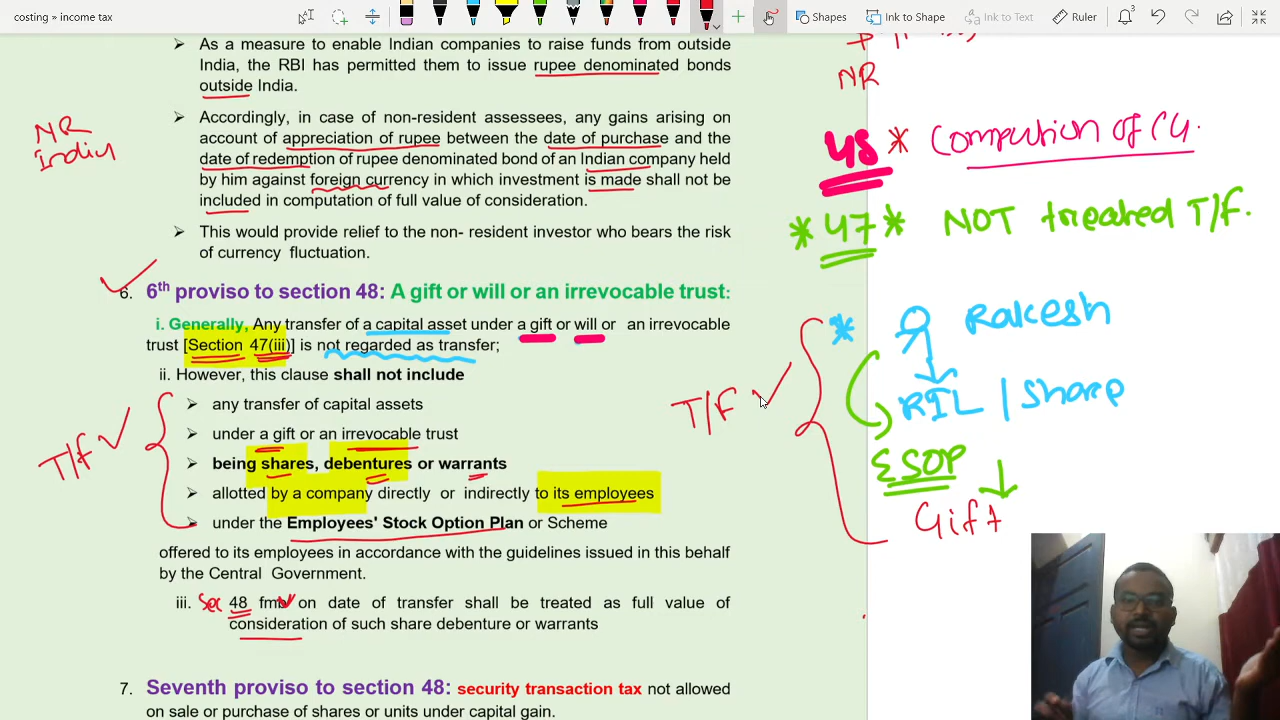 costing » income tax
Shapes Ink to Shape Ink to Text Ruler
As a measure to enable Indian companies to raise funds from outside
India, the RBI has permitted them to issue rupee denominated bonds
outside India.
NR
Accordingly, in case of non-resident assessees, any gains arising on
account of appreciation of rupee between the date of purchase and the
date of redemption of rupee denominated bond of an Indian company held
by him against foreign currency in which investment is made shall not be
included in computation of full value of consideration.
NR
India
48 * Compution of CG.
This would provide relief to the non- resident investor who bears the risk
of currency fluctuation.
*47* NOT treated T/f.
6. 6th proviso to section 48: A gift or will or an irrevocable trust:
i. Generally, Any transfer of a capital asset under a gift or will or an irrevocable
trust [Section 47(iii)] is not regarded as transfer;
ii. However, this clause shall not include
any transfer of capital assets
under a gift or an irrevocable trust
being shares, debentures or warrants
allotted by a company directly or indirectly to its employees
under the Employees' Stock Option Plan or Scheme
T/f
T/F
* Rakesh
RIL / Share
ESOP
Gift
offered to its employees in accordance with the guidelines issued in this behalf
by the Central Government.
iii. Sec 48 fmv on date of transfer shall be treated as full value of
consideration of such share debenture or warrants
7. Seventh proviso to section 48: security transaction tax not allowed
on sale or purchase of shares or units under capital gain.